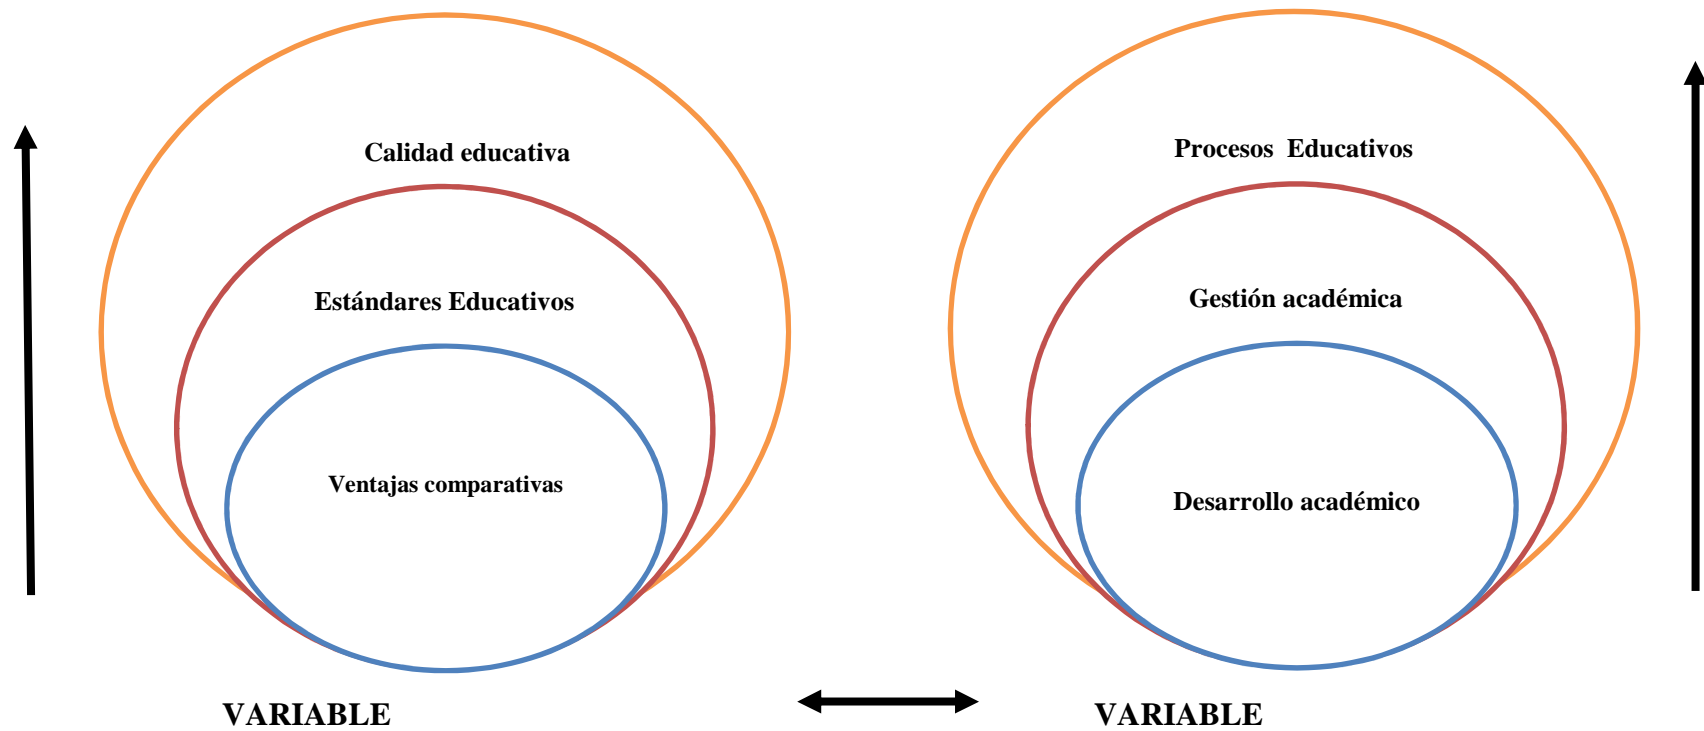 Calidad educativa
Estándares Educativos
Ventajas comparativas
VARIABLE
Procesos  Educativos
Gestión académica
Desarrollo académico
VARIABLE